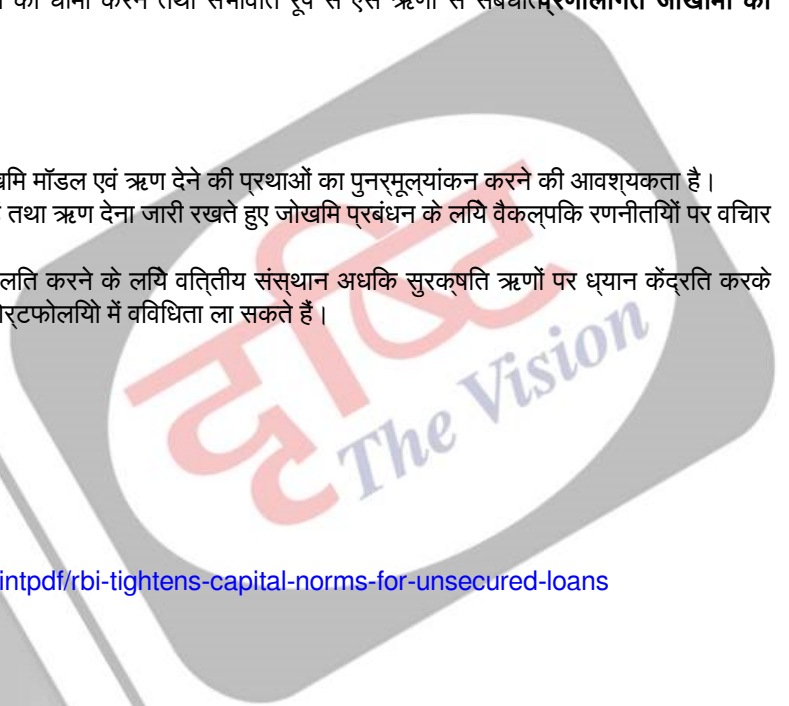 को धीमा करने तथा संभावित रूप से ऐसे ऋणों से संबंधित प्रणालीगत जोखिमों को
खिम मॉडल एवं ऋण देने की प्रथाओं का पुनर्मूल्यांकन करने की आवश्यकता है।
तथा ऋण देना जारी रखते हुए जोखिम प्रबंधन के लिये वैकल्पिक रणनीतियों पर विचार
लित करने के लिये वित्तीय संस्थान अधिक सुरक्षित ऋणों पर ध्यान केंद्रित करके
र्टफोलियो में विविधता ला सकते हैं।
दृष्टि
The Vision
intpdf/rbi-tightens-capital-norms-for-unsecured-loans